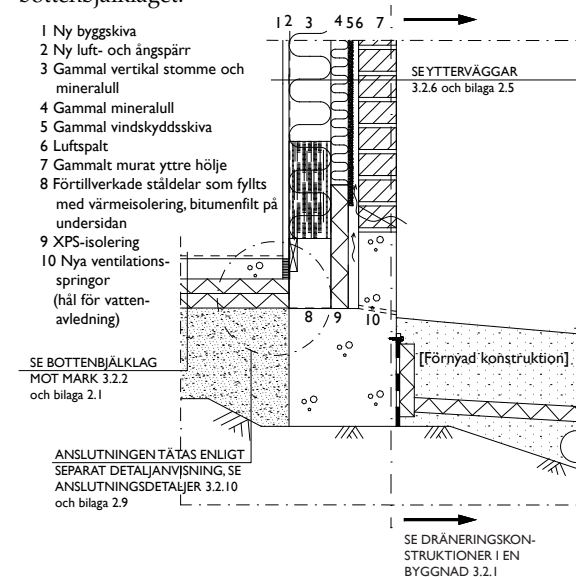 bottenbjälklaget.
1 2 3 4 5 6 7
1 Ny byggskiva
2 Ny luft- och ångspärr
3 Gammal vertikal stomme och
mineralull
4 Gammal mineralull
5 Gammal vindskyddsskiva
6 Luftspalt
7 Gammalt murat yttre hölje
8 Förtillverkade ståldelar som fyllts
med värmeisolering, bitumenfilt på
undersidan
9 XPS-isolering
10 Nya ventilations-
springor
(hål för vatten-
avledning)
SE YTTERVÄGGAR
3.2.6 och bilaga 2.5
8 9 10
[Förnyad konstruktion]
SE BOTTENBJÄLKLAG
MOT MARK 3.2.2
och bilaga 2.1
ANSLUTNINGEN TÄTAS ENLIGT
SEPARAT DETALJANVISNING, SE
ANSLUTNINGSDETALJER 3.2.10
och bilaga 2.9
SE DRÄNERINGSKON-
STRUKTIONER I EN
BYGGNAD 3.2.1